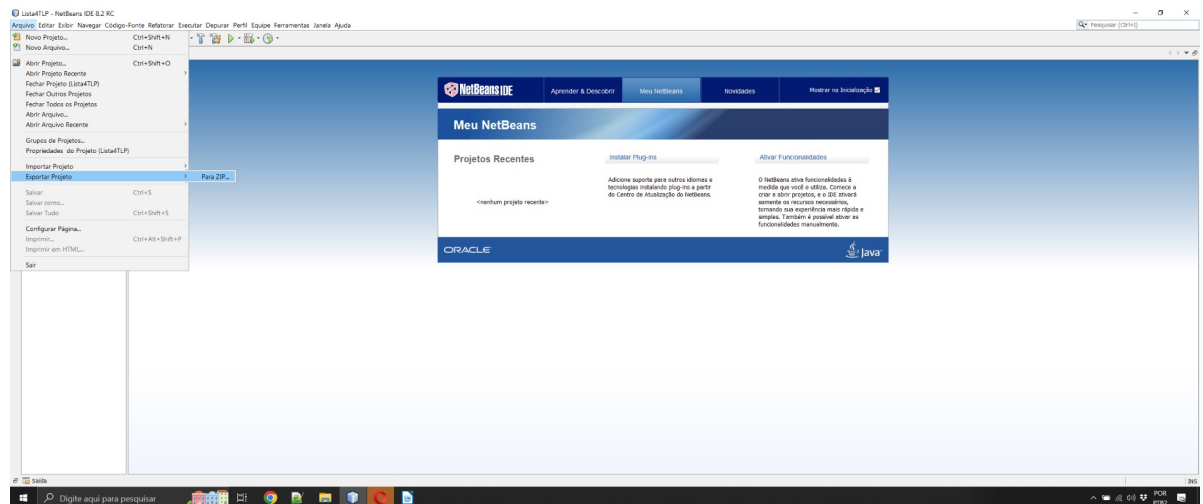 Lista4TLP - NetBeans IDE 8.2 RC
Arquivo Editar Exibir Navegar Código-Fonte Refatorar Executar Depurar Perfil Equipe Ferramentas Janela Ajuda
Pesquisar (Ctrl+I)
Novo Projeto... Ctrl+Shift+N
Novo Arquivo... Ctrl+N
Abrir Projeto... Ctrl+Shift+O
Abrir Projeto Recente
Fechar Projeto (Lista4TLP)
Fechar Outros Projetos
Fechar Todos os Projetos
Abrir Arquivo...
Abrir Arquivo Recente
Grupos de Projetos...
Propriedades do Projeto (Lista4TLP)
Importar Projeto
Exportar Projeto
Para ZIP...
Salvar Ctrl+S
Salvar como...
Salvar Tudo Ctrl+Shift+S
Configurar Página...
Imprimir... Ctrl+Alt+Shift+P
Imprimir em HTML...
Sair
NetBeans IDE
Aprender & Descobrir
Meu NetBeans
Novidades
Mostrar na Inicialização
Meu NetBeans
Projetos Recentes
<nenhum projeto recente>
Instalar Plug-ins
Adicione suporte para outros idiomas e
tecnologias instalando plug-ins a partir
do Centro de Atualização do NetBeans.
Ativar Funcionalidades
O NetBeans ativa funcionalidades à
medida que você o utiliza. Comece a
criar e abrir projetos, e o IDE ativará
somente os recursos necessários,
tornando sua experiência mais rápida e
simples. Também é possível ativar as
funcionalidades manualmente.
ORACLE
Java
Saída
INS
Digite aqui para pesquisar
POR
PTB2